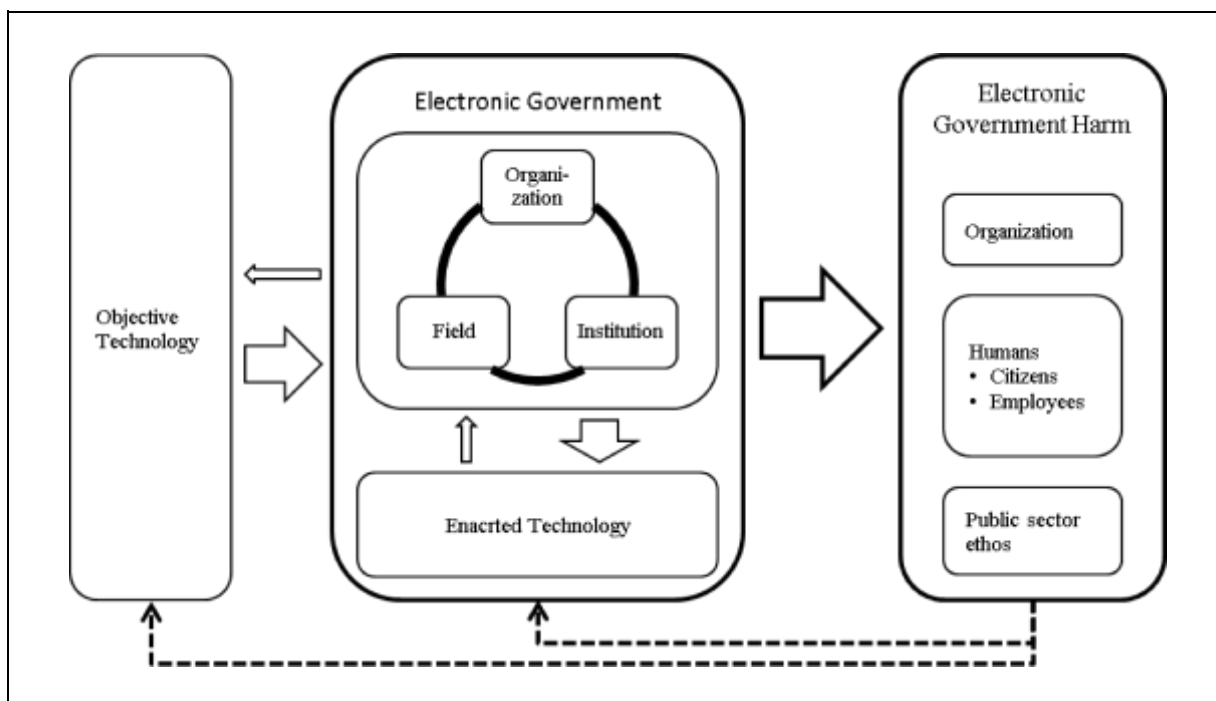 Objective
Technology
Electronic Government
Organi-
zation
Field
Institution
Enacrted Technology
Electronic
Government Harm
Organization
Humans
• Citizens
• Employees
Public sector
ethos